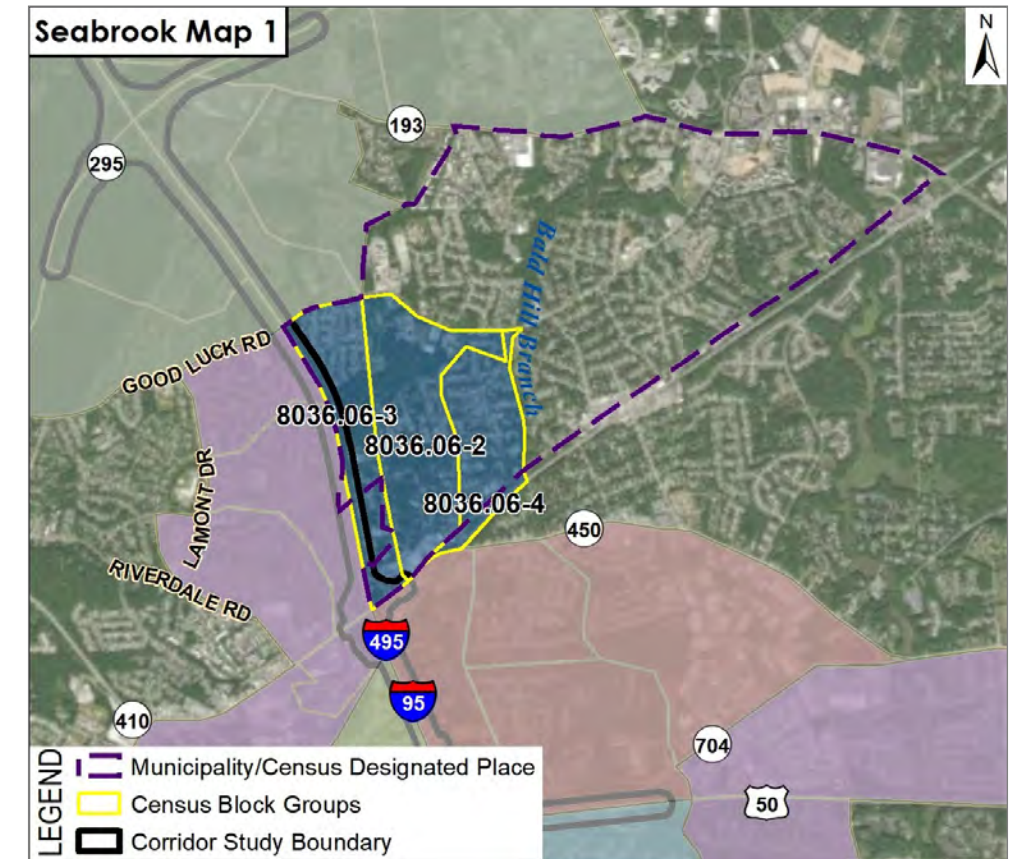 Seabrook Map 1
N
193
295
Bald Hill Branch
GOOD LUCK RD
8036.06-3
8036.06-2
LAMONT DR
8036.06-4
450
RIVERDALE RD
495
95
410
704
50
LEGEND
Municipality/Census Designated Place
Census Block Groups
Corridor Study Boundary